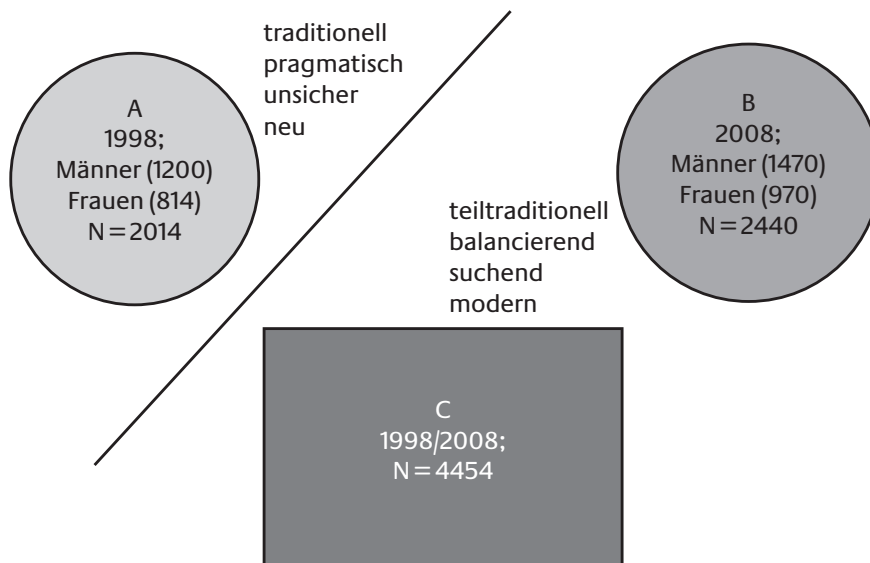 traditionell
pragmatisch
unsicher
neu
A
1998;
Männer (1200)
Frauen (814)
N = 2014
B
2008;
Männer (1470)
Frauen (970)
N = 2440
teiltraditionell
balancierend
suchend
modern
C
1998/2008;
N = 4454